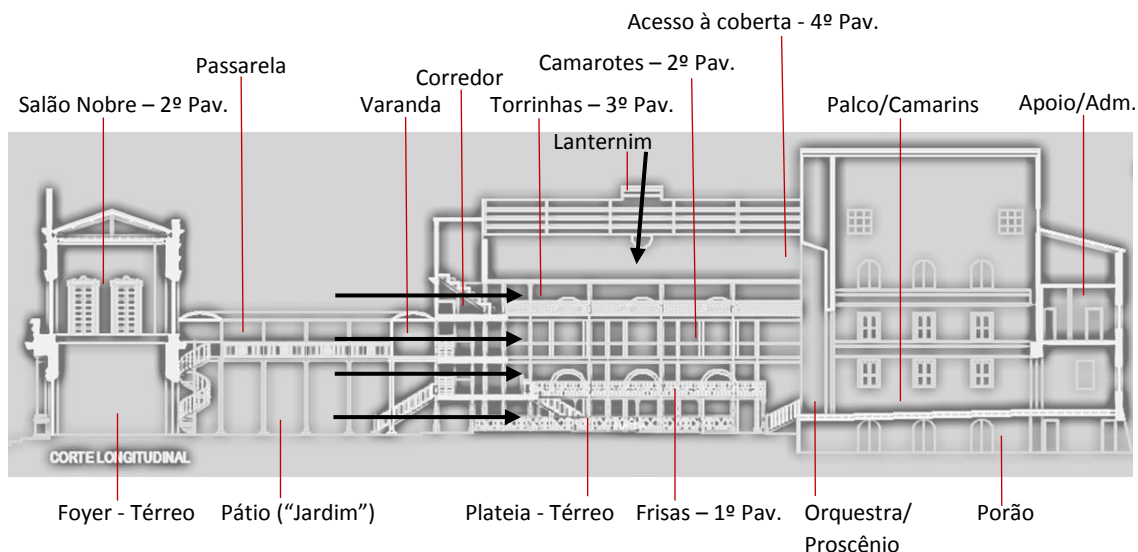 Acesso à coberta - 4º Pav.
Passarela
Corredor
Camarotes – 2º Pav.
Salão Nobre – 2º Pav.
Varanda
Torrinhas – 3º Pav.
Palco/Camarins
Apoio/Adm.
Lanternim
CORTE LONGITUDINAL
Foyer - Térreo
Pátio (“Jardim”)
Plateia - Térreo
Frisas – 1º Pav.
Orquestra/
Proscênio
Porão